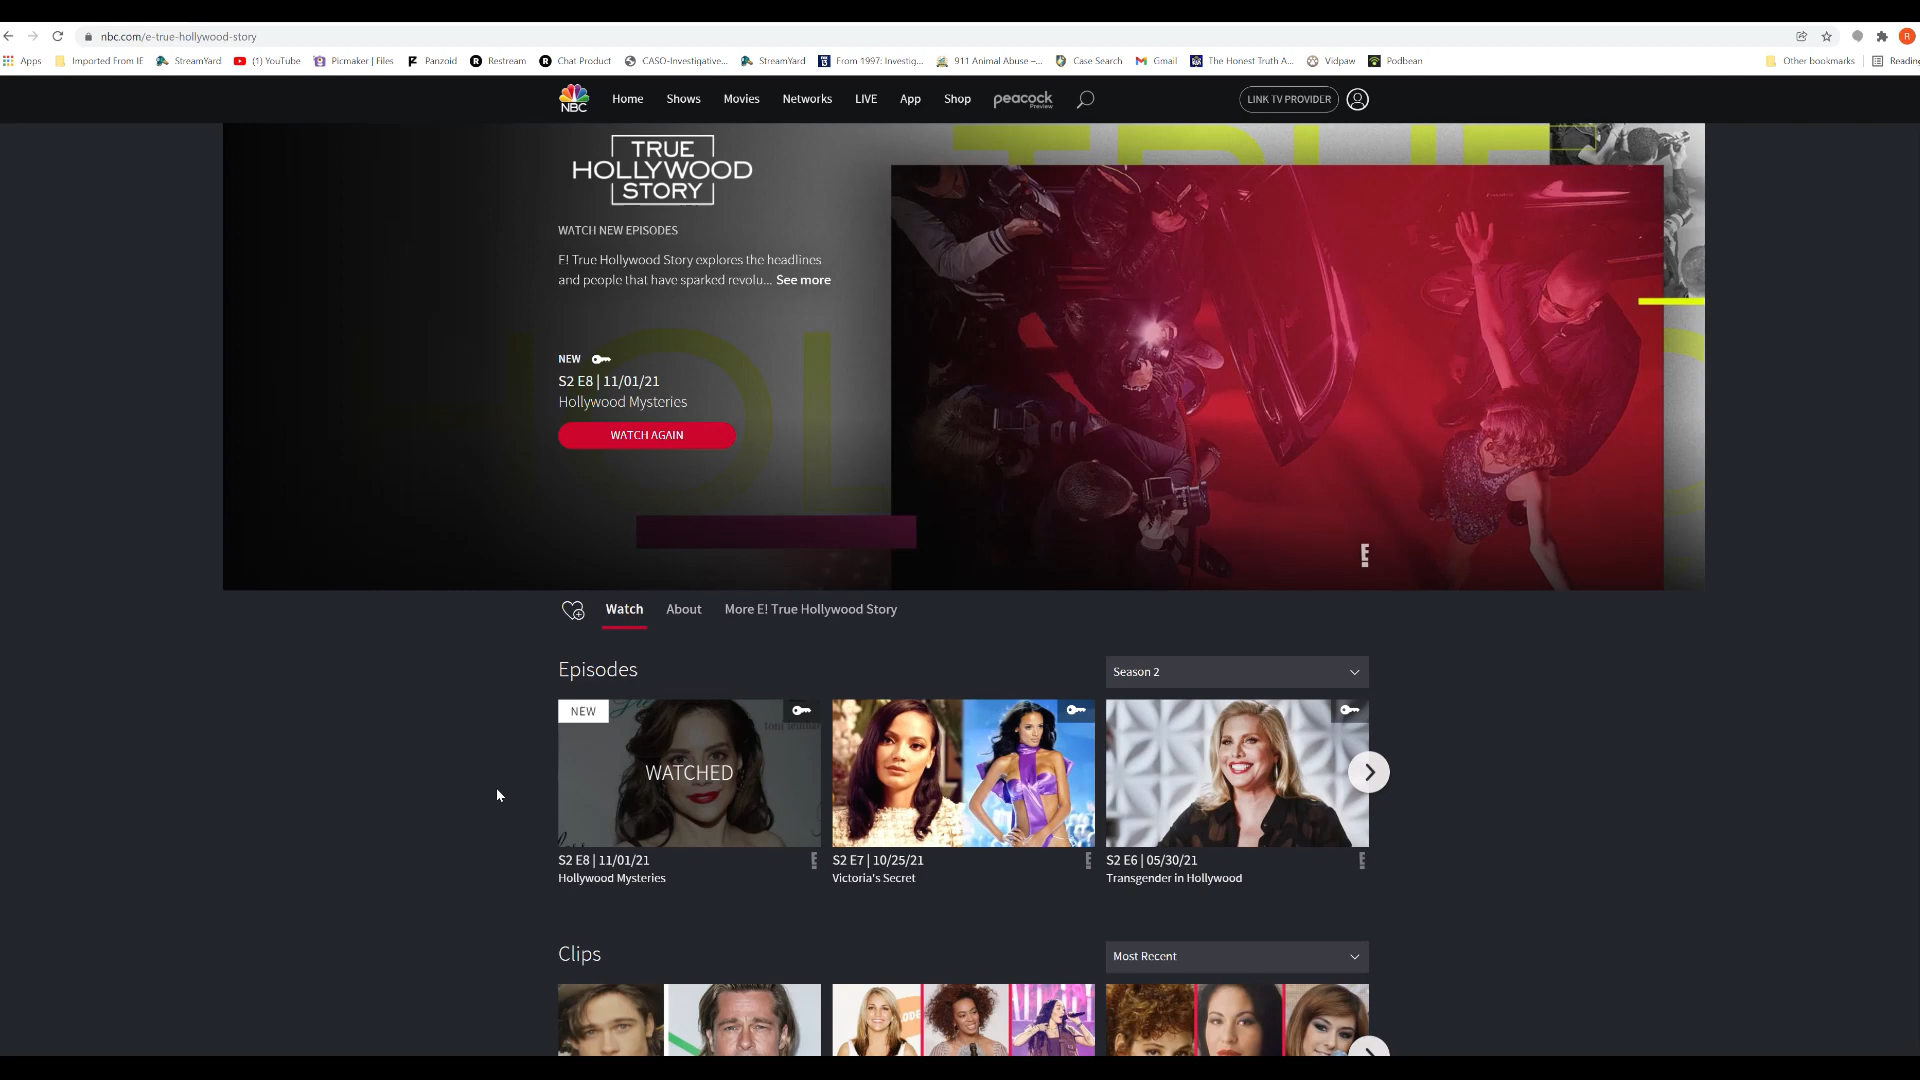 nbc.com/e-true-hollywood-story
R
Apps
Imported From IE
StreamYard
(1) YouTube
Picmaker | Files
Panzoid
Restream
Chat Product
CASO-Investigative...
StreamYard
From 1997: Investig...
911 Animal Abuse –...
Case Search
Gmail
The Honest Truth A...
Vidpaw
Podbean
Other bookmarks
Reading
NBC
Home
Shows
Movies
Networks
LIVE
App
Shop
peacock
Preview
LINK TV PROVIDER
TRUE
HOLLYWOOD
STORY
TRUE
WATCH NEW EPISODES
E! True Hollywood Story explores the headlines
and people that have sparked revolu... See more
HOL
NEW
S2 E8 | 11/01/21
Hollywood Mysteries
WATCH AGAIN
E!
Watch
About
More E! True Hollywood Story
Episodes
Season 2
NEW
WATCHED
S2 E8 | 11/01/21
E!
Hollywood Mysteries
S2 E7 | 10/25/21
E!
Victoria's Secret
S2 E6 | 05/30/21
E!
Transgender in Hollywood
Clips
Most Recent